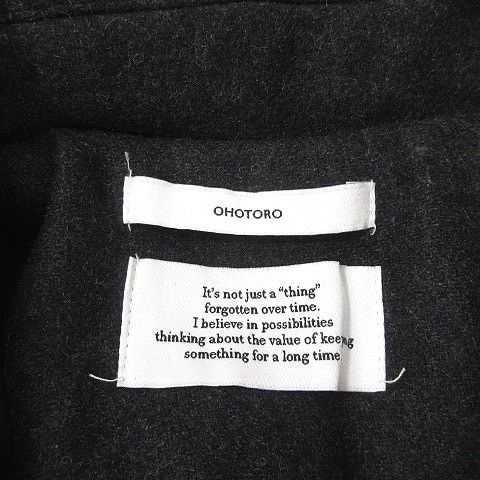 OHOTORO
It's not just a “thing”
forgotten over time.
I believe in possibilities
thinking about the value of keeping
something for a long time